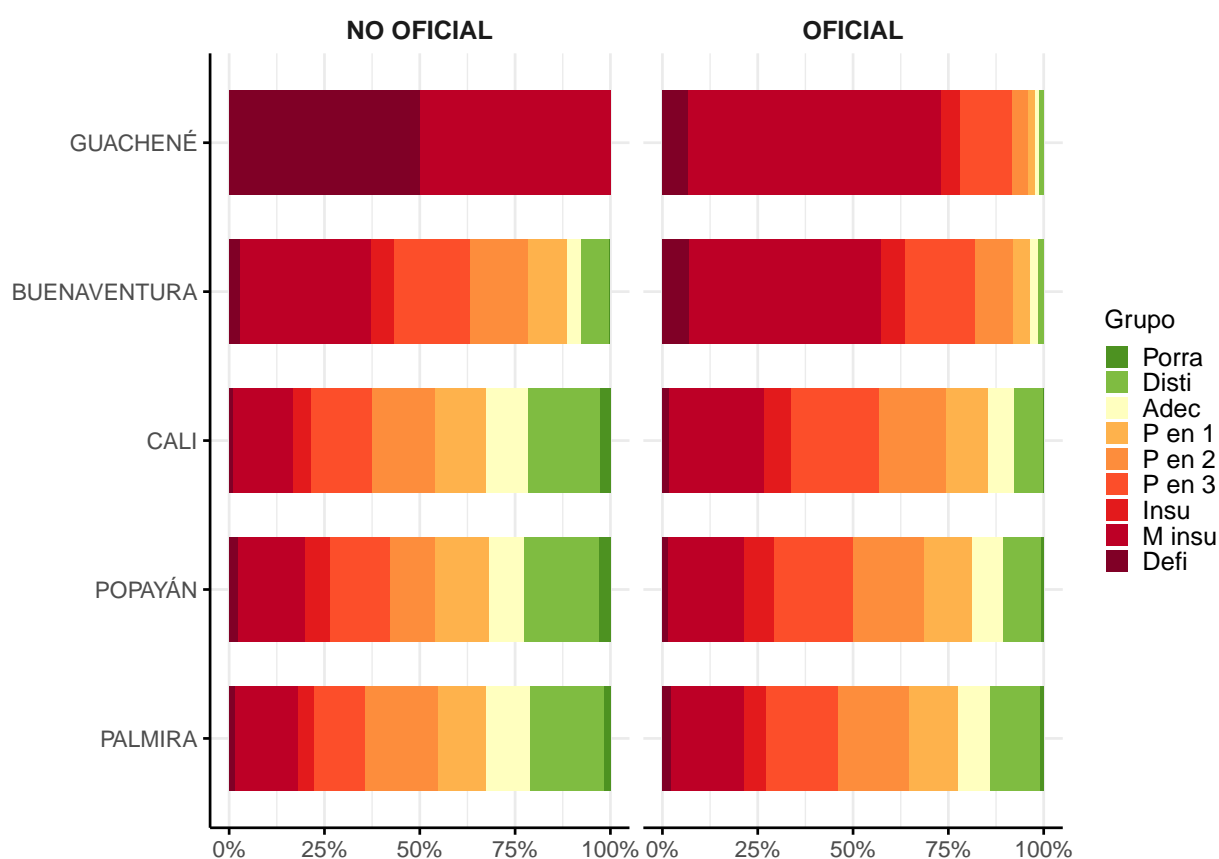 NO OFICIAL
OFICIAL
GUACHENÉ
BUENAVENTURA
CALI
POPAYÁN
PALMIRA
0% 25% 50% 75% 100% 0% 25% 50% 75% 100%
Grupo
Porra
Disti
Adec
P en 1
P en 2
P en 3
Insu
M insu
Defi